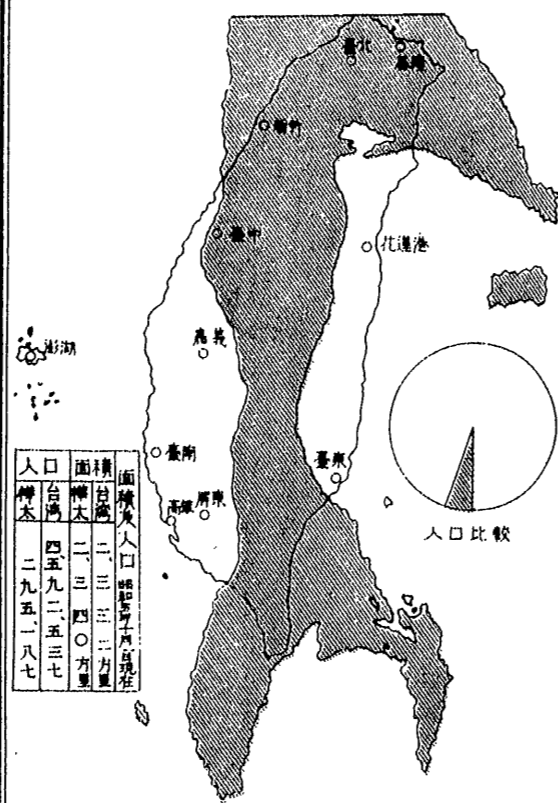 臺北
基隆
新竹
臺中
花蓮港
嘉義
澎湖
臺南
高雄
屏東
臺東
人口比較
面積及人口 昭和五年十月一日現在
面積
台湾 二、三三二方里
樺太 二、三四〇方里
人口
台湾 四、五九二、五三七
樺太 二九五、一八七